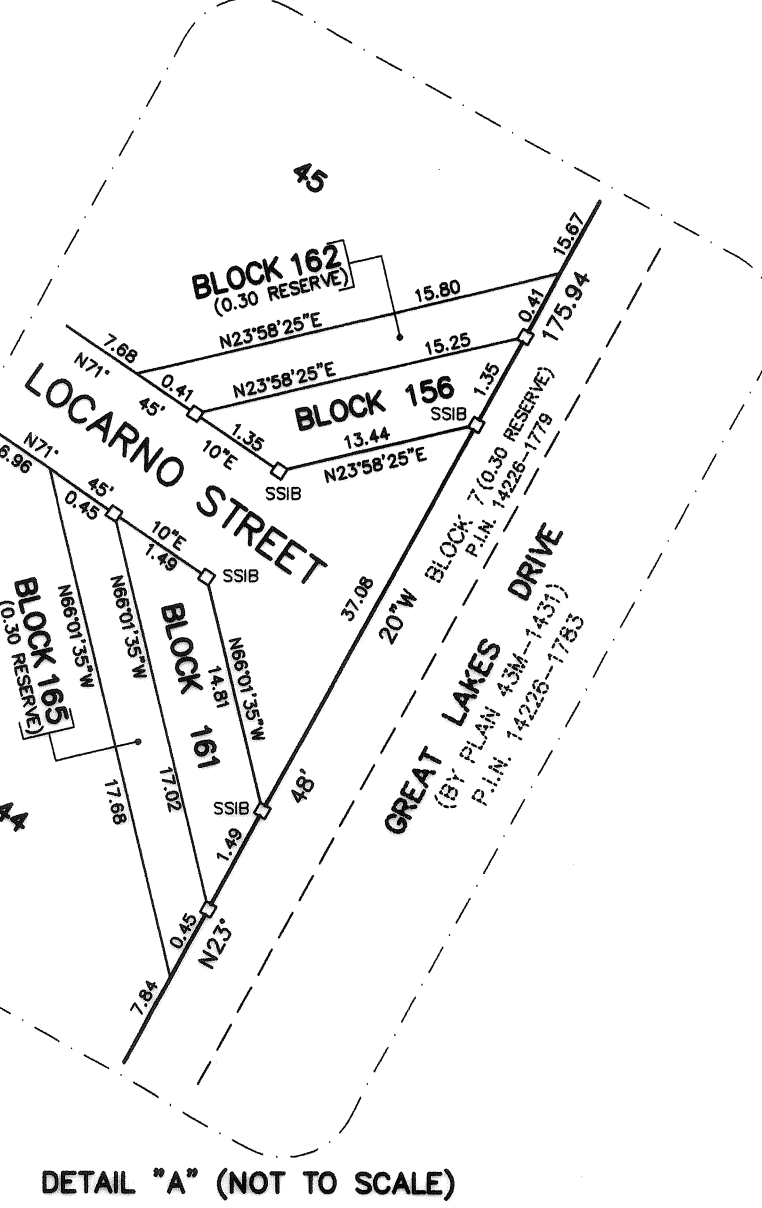 45
15.67
BLOCK 162
(0.30 RESERVE)
15.80
0.41
175.94
N23°58'25"E
7.68
N71°
45'
10"E
0.41
15.25
N23°58'25"E
1.35
BLOCK 156
SSIB
1.35
13.44
N23°58'25"E
SSIB
LOCARNO STREET
6.96
N71°
45'
10"E
0.45
1.49
SSIB
BLOCK 7 (0.30 RESERVE)
P.I.N. 14226-1779
37.08
20"W
BLOCK 165
(0.30 RESERVE)
N66°01'35"W
N66°01'35"W
BLOCK 161
N66°01'35"W
14.81
GREAT LAKES DRIVE
(BY PLAN 43M-1431)
P.I.N. 14226-1783
17.68
17.02
SSIB
48'
44
1.49
0.45
N23°
7.84
DETAIL "A" (NOT TO SCALE)